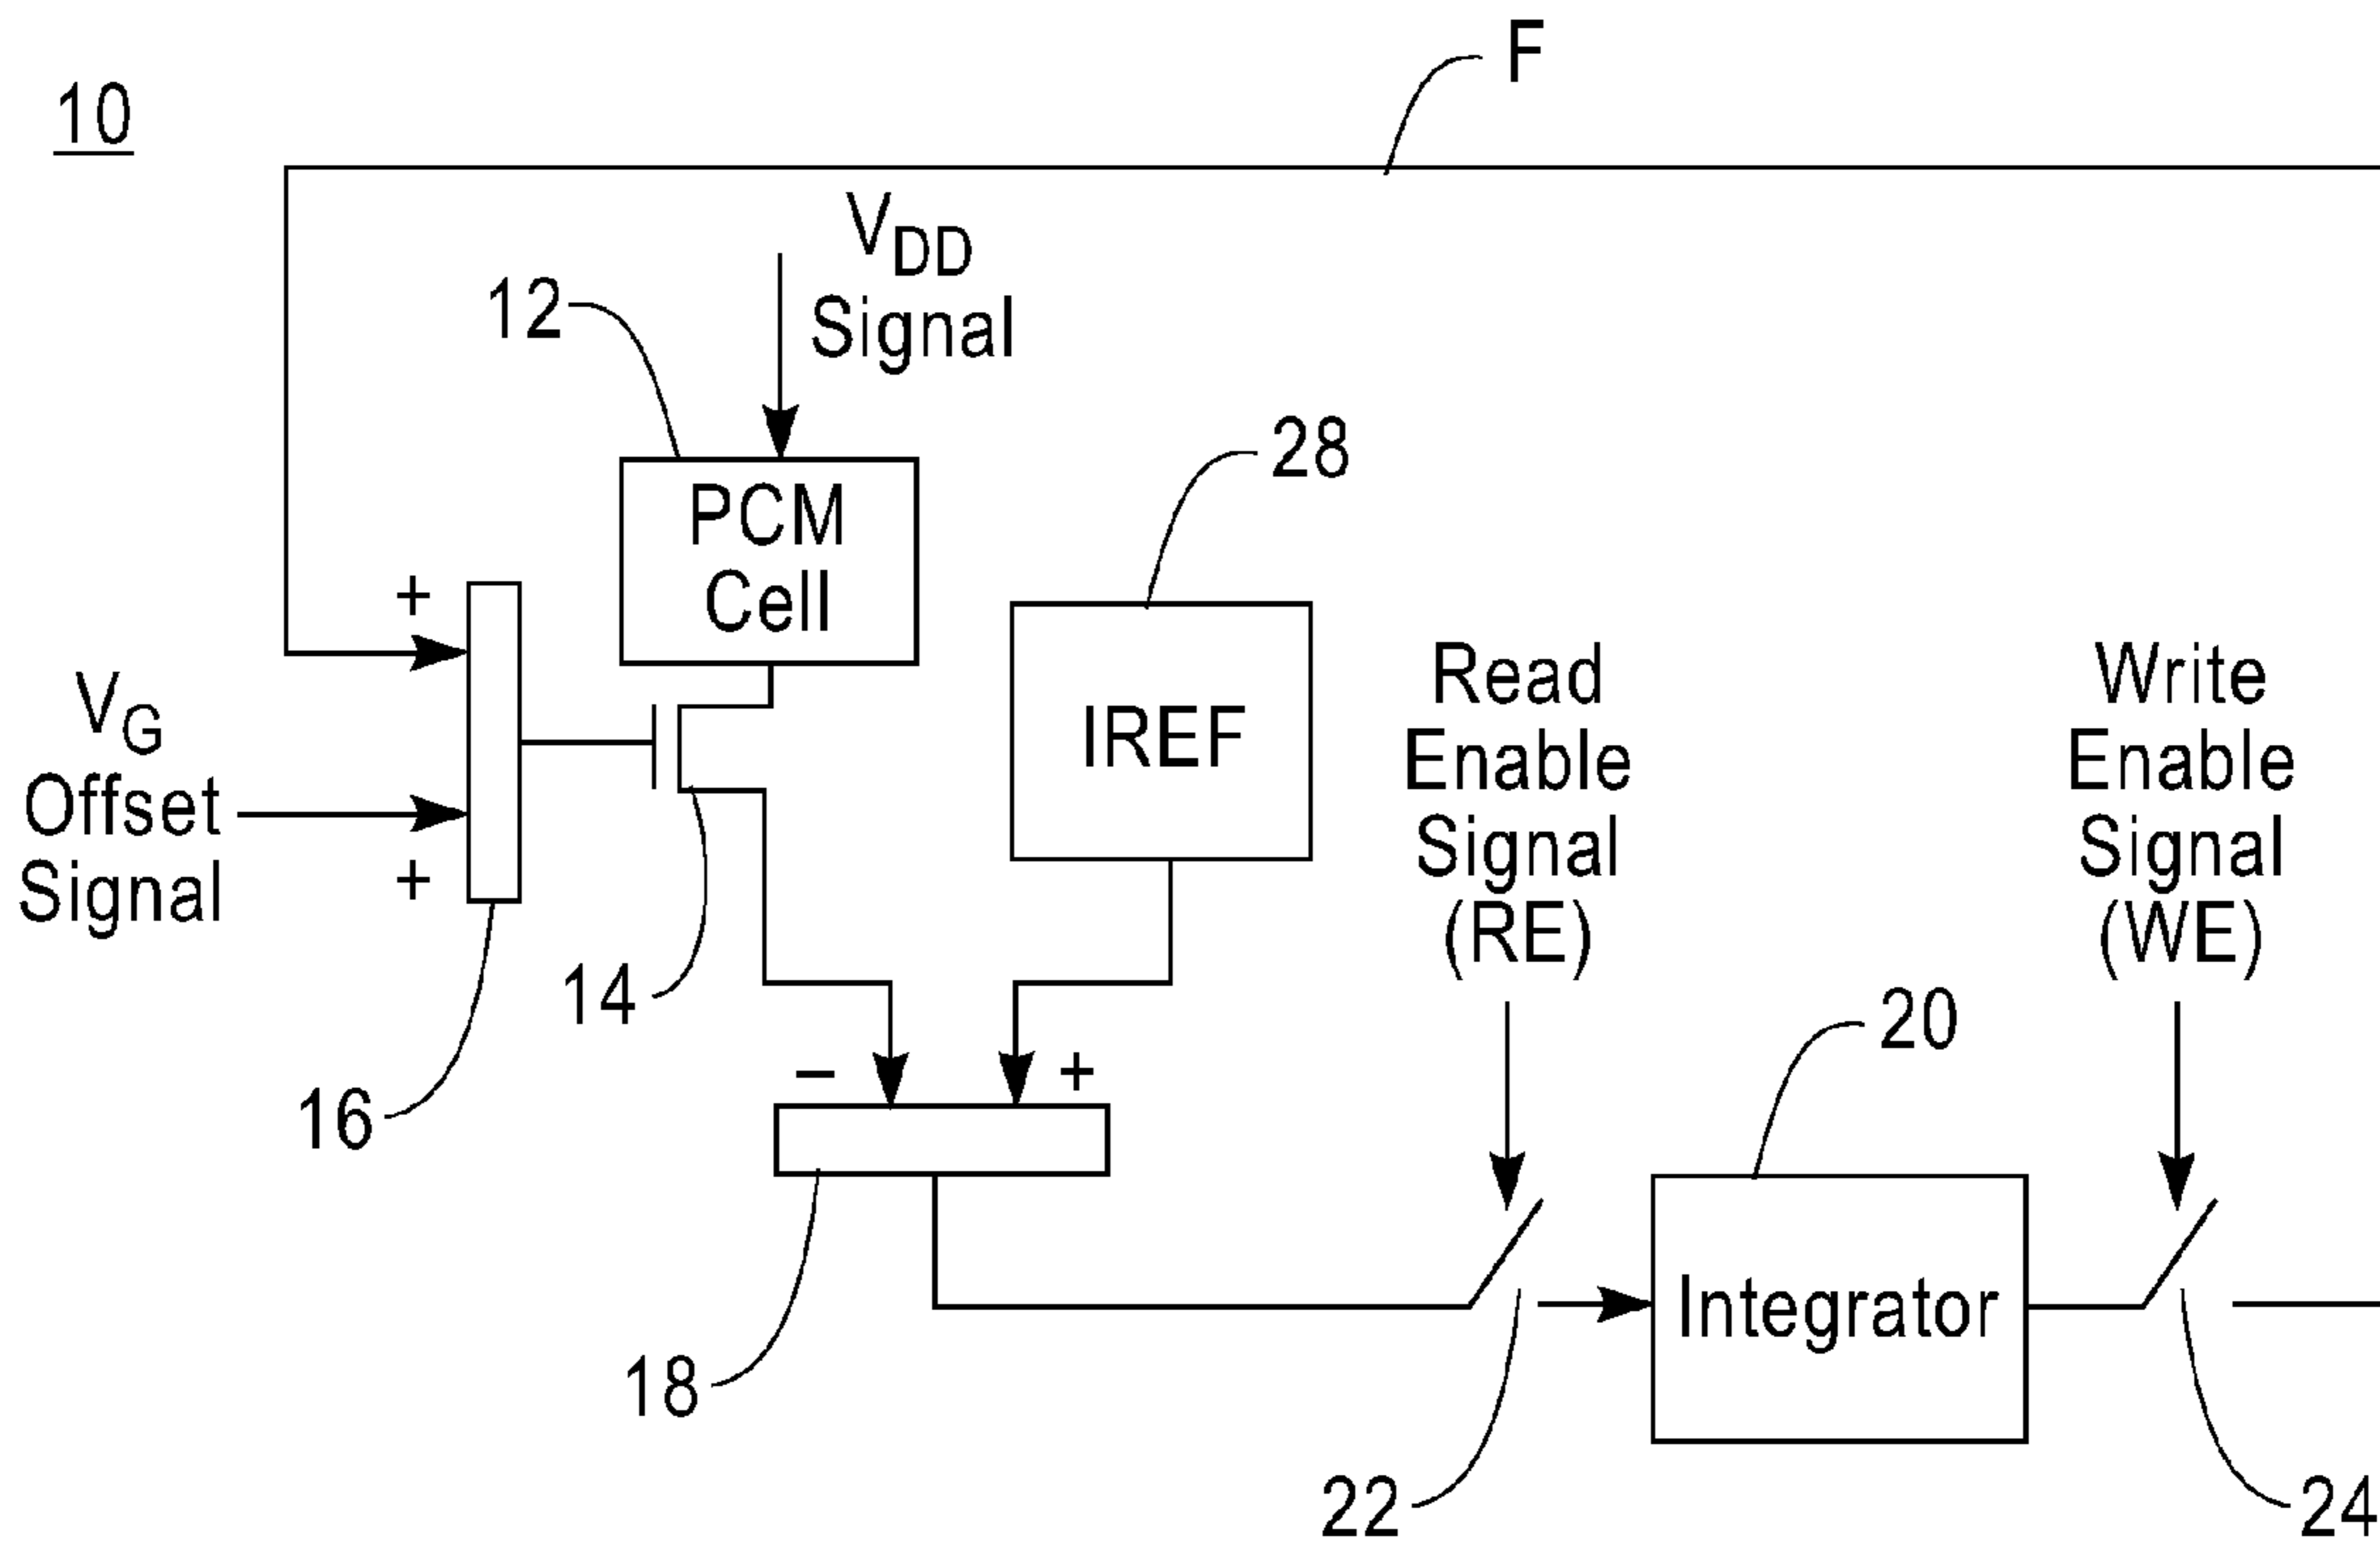 F
10
VDD
Signal
12
28
PCM
Cell
+
VG
Offset
Signal
+
IREF
Read
Enable
Signal
(RE)
Write
Enable
Signal
(WE)
14
16
– +
20
18
Integrator
22
24